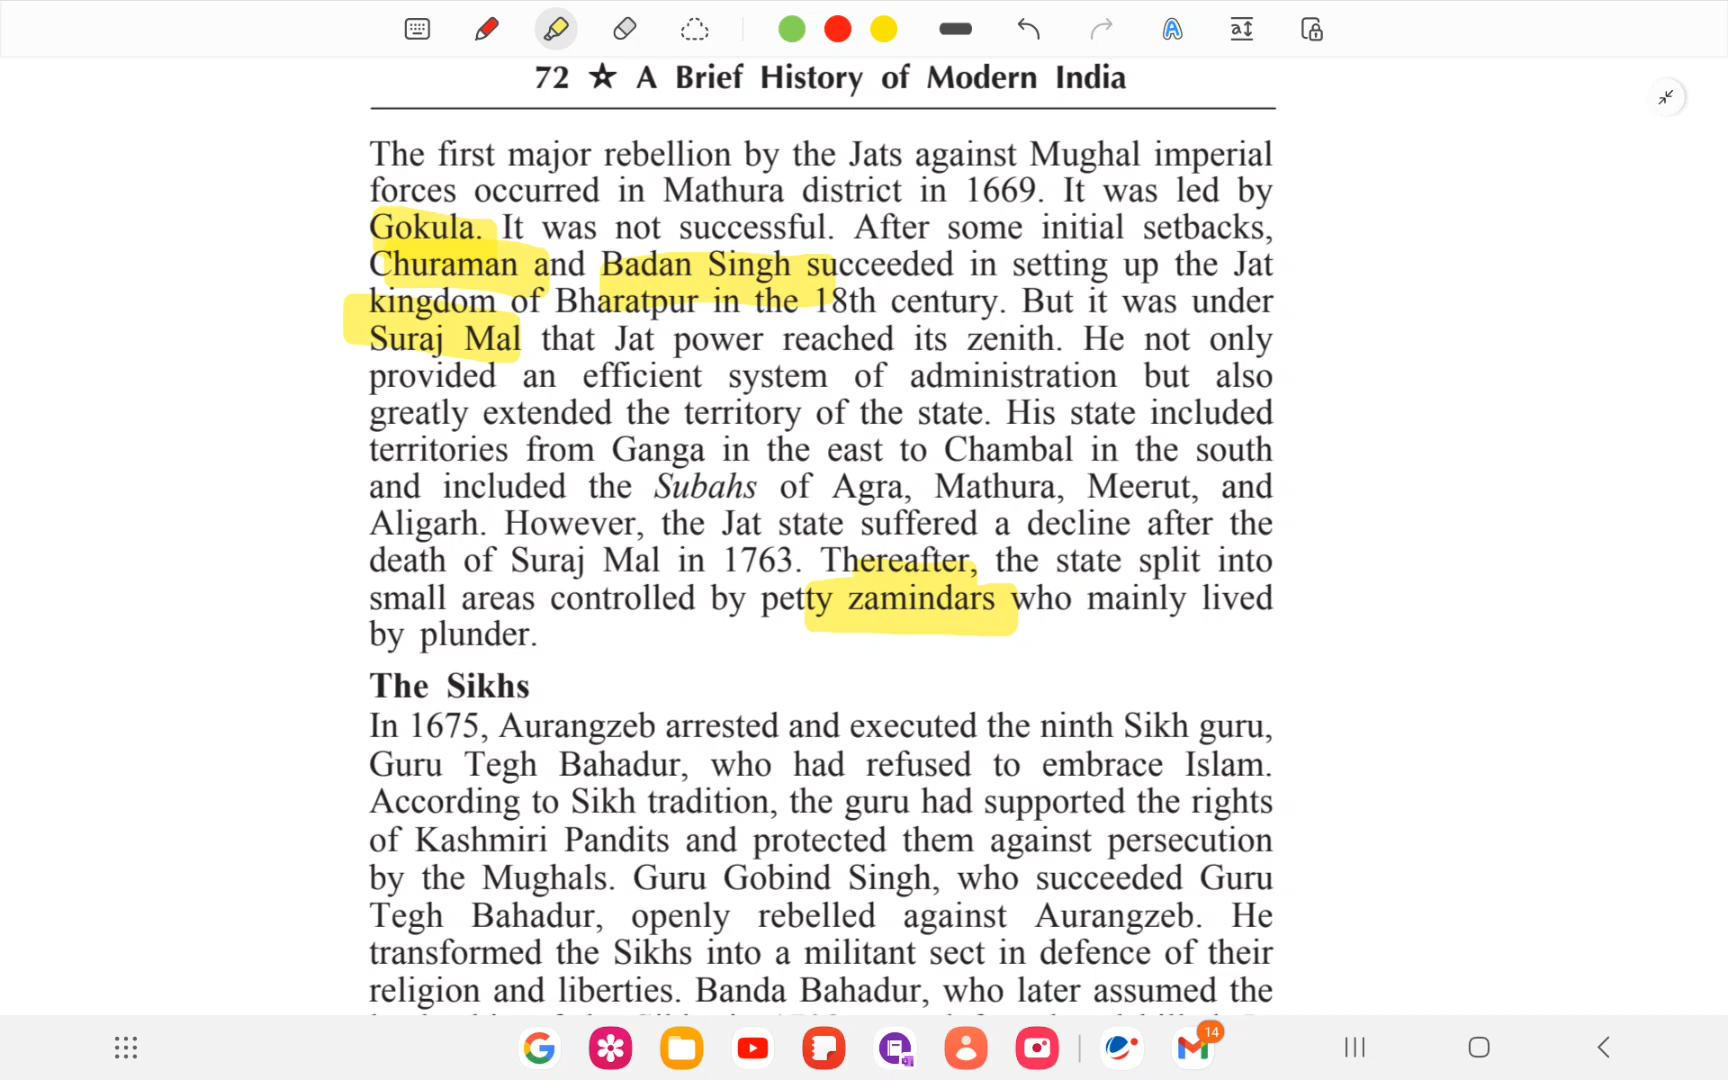 72 ☆ A Brief History of Modern India
The first major rebellion by the Jats against Mughal imperial
forces occurred in Mathura district in 1669. It was led by
Gokula. It was not successful. After some initial setbacks,
Churaman and Badan Singh succeeded in setting up the Jat
kingdom of Bharatpur in the 18th century. But it was under
Suraj Mal that Jat power reached its zenith. He not only
provided an efficient system of administration but also
greatly extended the territory of the state. His state included
territories from Ganga in the east to Chambal in the south
and included the Subahs of Agra, Mathura, Meerut, and
Aligarh. However, the Jat state suffered a decline after the
death of Suraj Mal in 1763. Thereafter, the state split into
small areas controlled by petty zamindars who mainly lived
by plunder.
The Sikhs
In 1675, Aurangzeb arrested and executed the ninth Sikh guru,
Guru Tegh Bahadur, who had refused to embrace Islam.
According to Sikh tradition, the guru had supported the rights
of Kashmiri Pandits and protected them against persecution
by the Mughals. Guru Gobind Singh, who succeeded Guru
Tegh Bahadur, openly rebelled against Aurangzeb. He
transformed the Sikhs into a militant sect in defence of their
religion and liberties. Banda Bahadur, who later assumed the
14